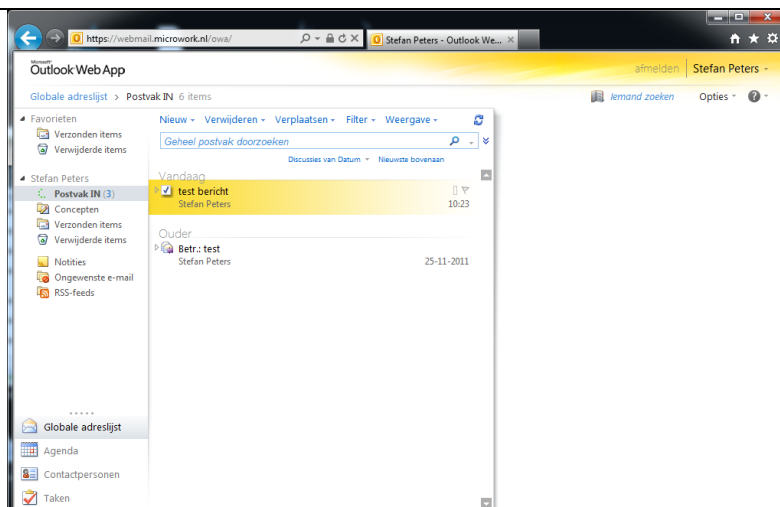 https://webmail.microwork.nl/owa/
Stefan Peters - Outlook We...
Microsoft
Outlook Web App
afmelden Stefan Peters
Globale adreslijst > Postvak IN 6 items
Iemand zoeken Opties
Favorieten
Verzonden items
Verwijderde items
Stefan Peters
Postvak IN (3)
Concepten
Verzonden items
Verwijderde items
Notities
Ongewenste e-mail
RSS-feeds
Nieuw Verwijderen Verplaatsen Filter Weergave
Geheel postvak doorzoeken
Discussies van Datum Nieuwste bovenaan
Vandaag
test bericht
Stefan Peters 10:23
Ouder
Betr.: test
Stefan Peters 25-11-2011
Globale adreslijst
Agenda
Contactpersonen
Taken